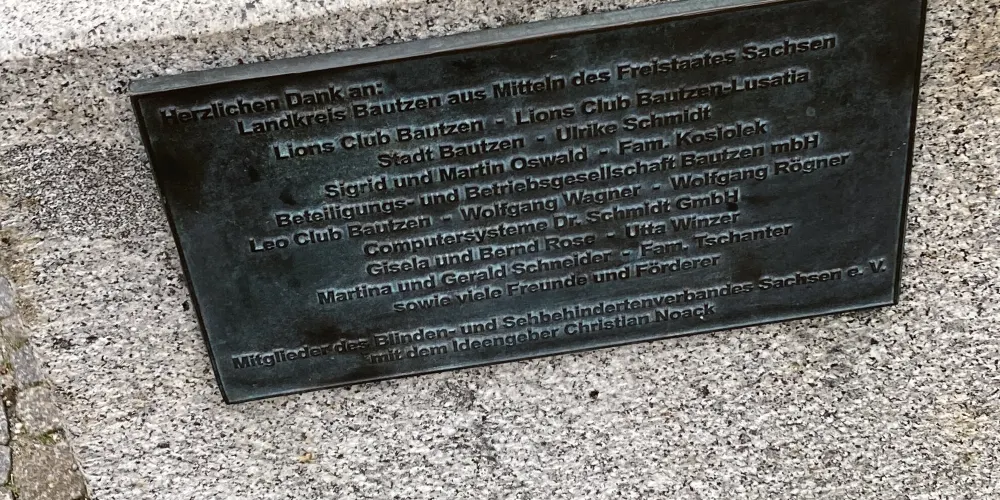 Herzlichen Dank an:
Landkreis Bautzen aus Mitteln des Freistaates Sachsen
Lions Club Bautzen - Lions Club Bautzen-Lusatia
Stadt Bautzen - Ulrike Schmidt
Sigrid und Martin Oswald - Fam. Kosiolek
Beteiligungs- und Betriebsgesellschaft Bautzen mbH
Leo Club Bautzen - Wolfgang Wagner - Wolfgang Rögner
Computersysteme Dr. Schmidt GmbH
Gisela und Bernd Rose - Utta Winzer
Martina und Gerald Schneider - Fam. Tschanter
sowie viele Freunde und Förderer
Mitglieder des Blinden- und Sehbehindertenverbandes Sachsen e. V.
mit dem Ideengeber Christian Noack